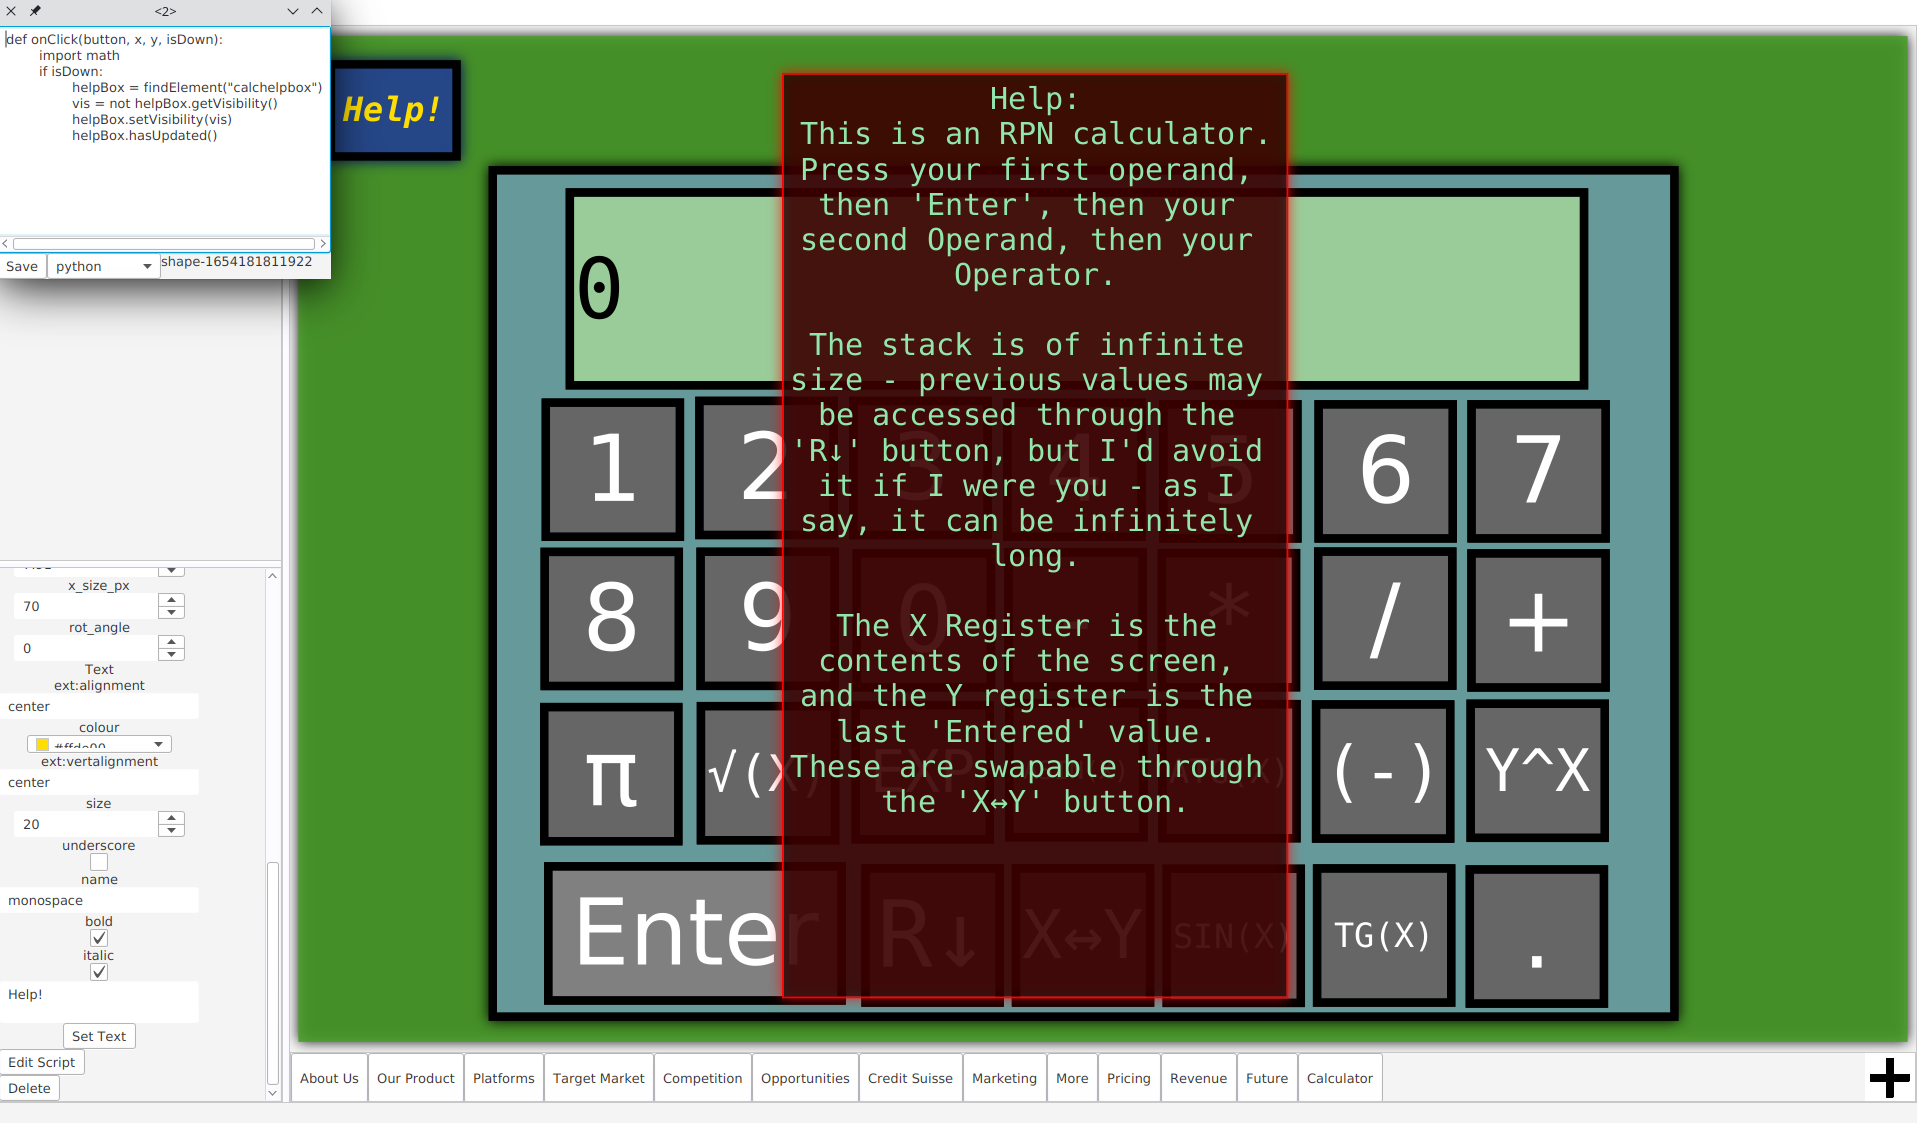 <2>
def onClick(button, x, y, isDown):
import math
if isDown:
helpBox = findElement("calchelpbox")
vis = not helpBox.getVisibility()
helpBox.setVisibility(vis)
helpBox.hasUpdated()
Save
python
shape-1654181811922
x_size_px
70
rot_angle
0
Text
ext:alignment
center
colour
ext:vertalignment
center
size
20
underscore
name
monospace
bold
italic
Help!
Set Text
Edit Script
Delete
Help!
0
Help:
This is an RPN calculator.
Press your first operand,
then 'Enter', then your
second Operand, then your
Operator.
The stack is of infinite
size - previous values may
be accessed through the
'R↓' button, but I'd avoid
it if I were you - as I
say, it can be infinitely
long.
The X Register is the
contents of the screen,
and the Y register is the
last 'Entered' value.
These are swapable through
the 'X↔Y' button.
1 2 3 4 5 6 7
8 9 0 - * / +
π √(X) EXP (-) Y^X
Enter R↓ X↔Y SIN(X) TG(X) .
About Us Our Product Platforms Target Market Competition Opportunities Credit Suisse Marketing More Pricing Revenue Future Calculator